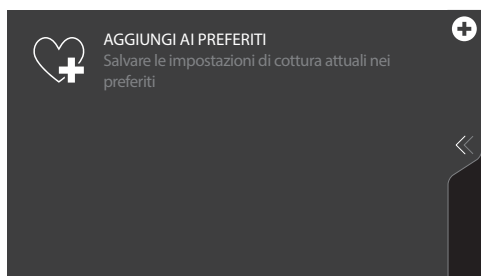 AGGIUNGI AI PREFERITI
Salvare le impostazioni di cottura attuali nei
preferiti